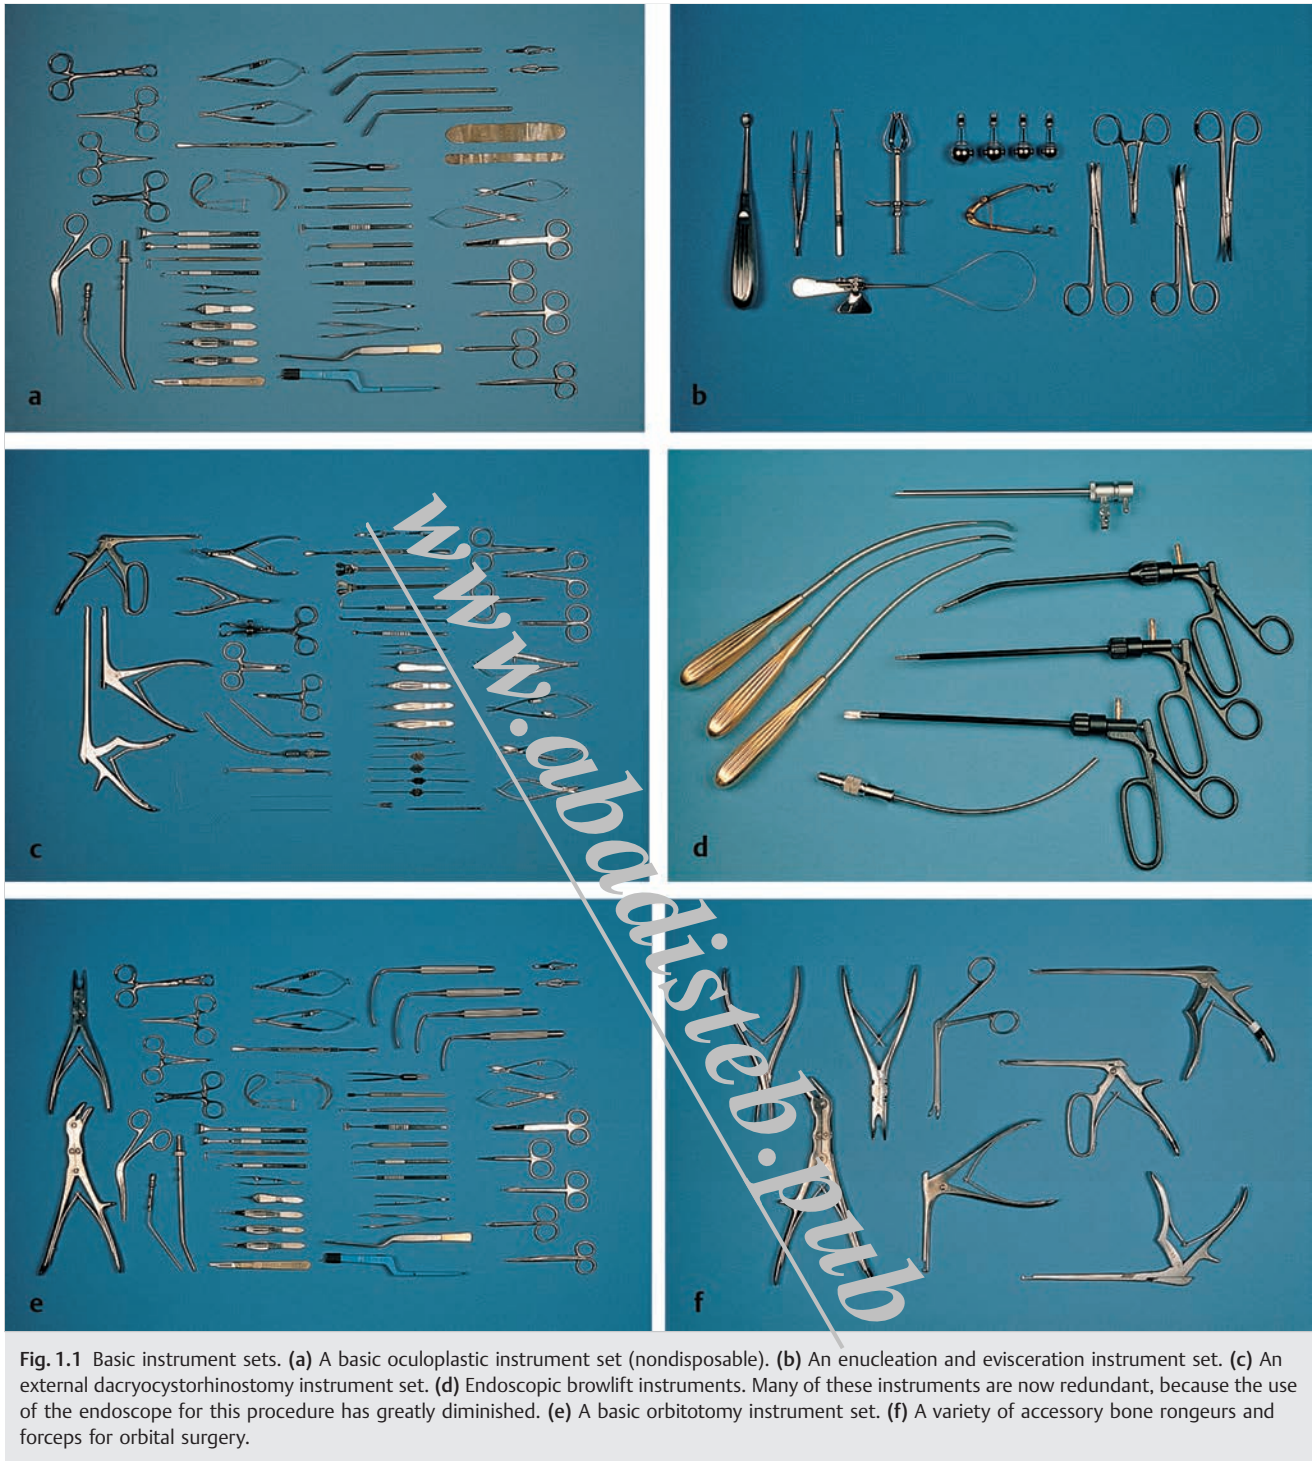 a
b
c
d
e
f
www.abadisteb.pub
Fig. 1.1 Basic instrument sets. (a) A basic oculoplastic instrument set (nondisposable). (b) An enucleation and evisceration instrument set. (c) An
external dacryocystorhinostomy instrument set. (d) Endoscopic browlift instruments. Many of these instruments are now redundant, because the use
of the endoscope for this procedure has greatly diminished. (e) A basic orbitotomy instrument set. (f) A variety of accessory bone rongeurs and
forceps for orbital surgery.